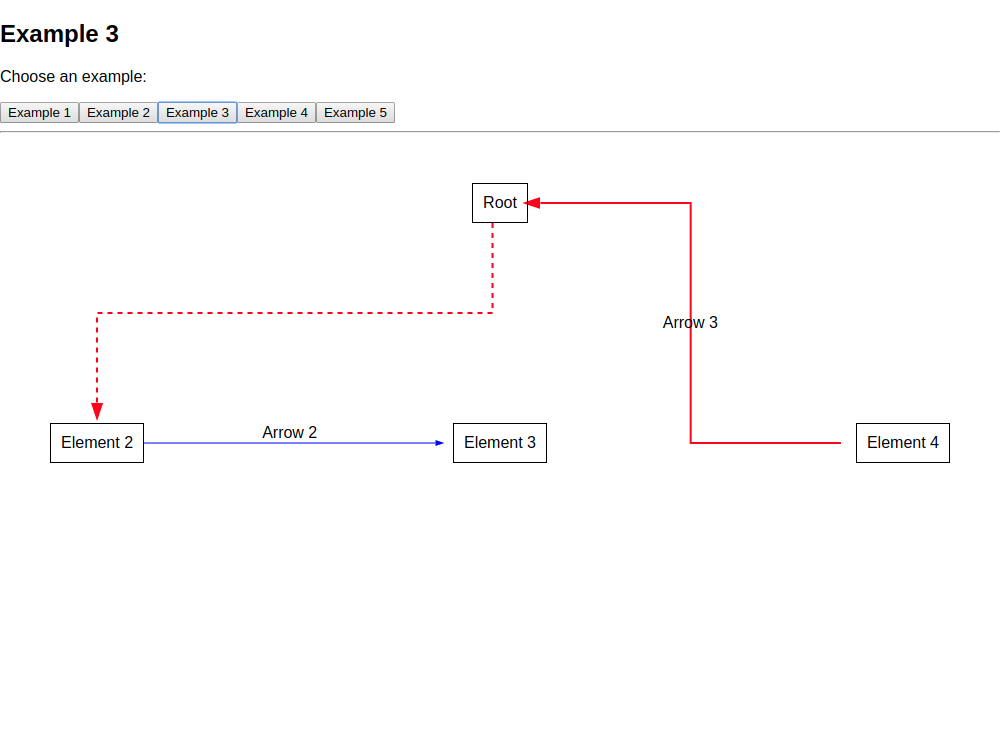 Example 3
Choose an example:
Example 1 Example 2 Example 3 Example 4 Example 5
Root
Arrow 3
Element 2 Arrow 2 Element 3 Element 4